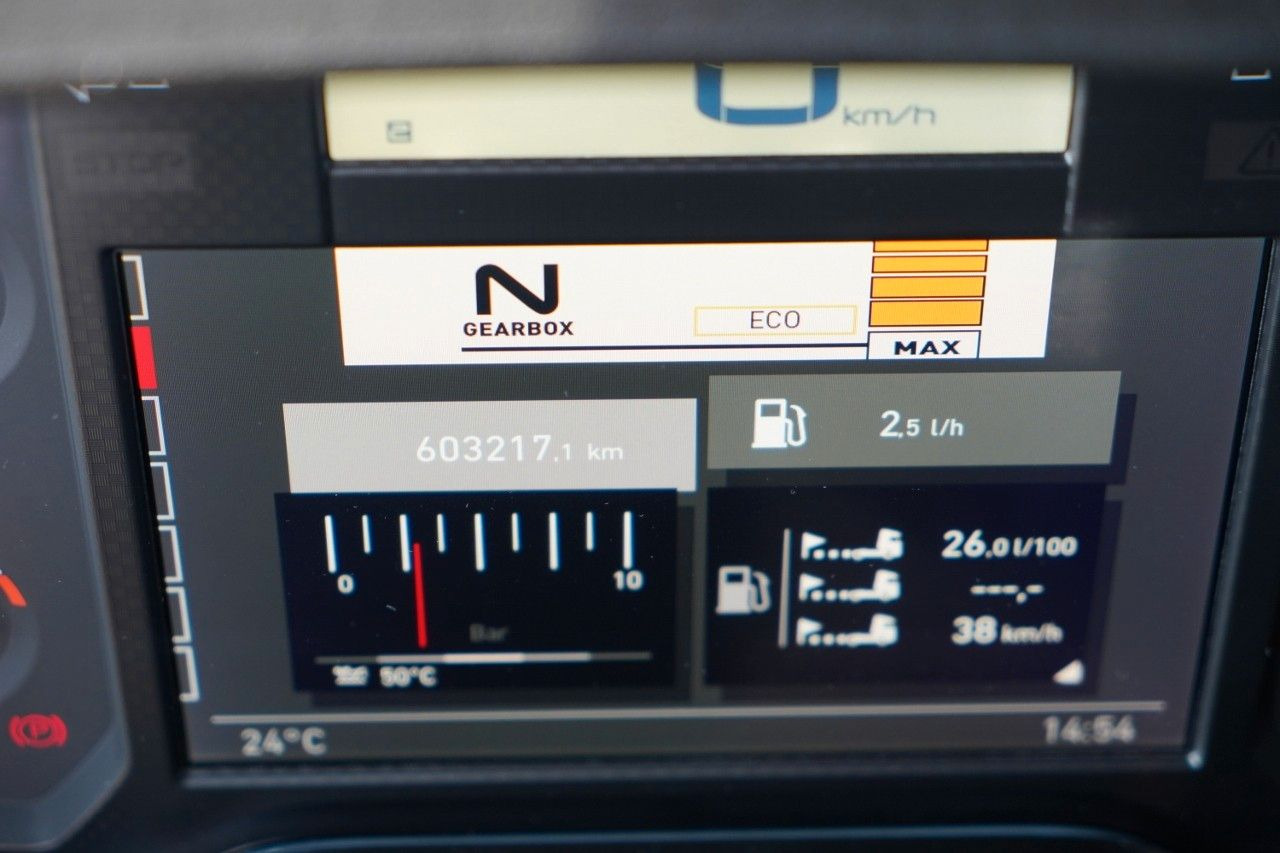 0 km/h
STOP
N
GEARBOX
ECO
MAX
603217,1 km
2,5 l/h
0
10
Bar
50°C
26,0 l/100
---,-
38 km/h
P
24°C
14:54